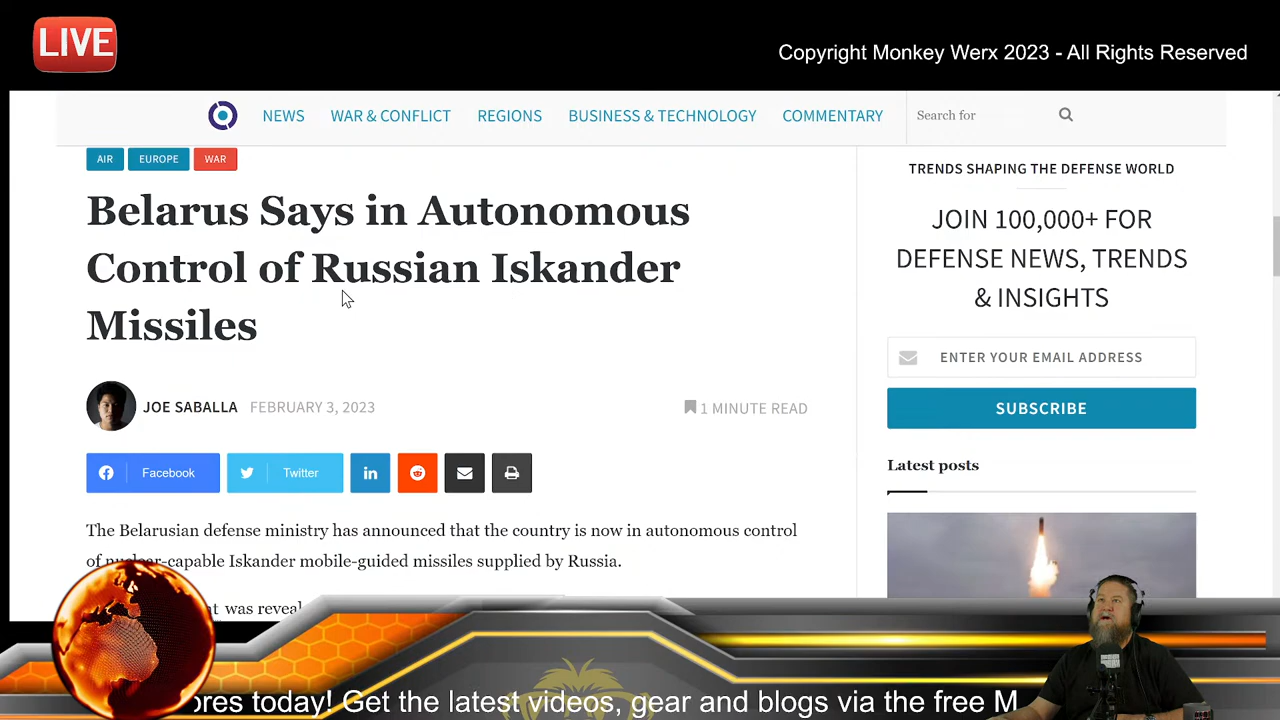 LIVE
Copyright Monkey Werx 2023 - All Rights Reserved
NEWS WAR & CONFLICT REGIONS BUSINESS & TECHNOLOGY COMMENTARY Search for
AIR EUROPE WAR
Belarus Says in Autonomous
Control of Russian Iskander
Missiles
JOE SABALLA FEBRUARY 3, 2023 1 MINUTE READ
Facebook Twitter
The Belarusian defense ministry has announced that the country is now in autonomous control
of nuclear-capable Iskander mobile-guided missiles supplied by Russia.
was reveal
TRENDS SHAPING THE DEFENSE WORLD
JOIN 100,000+ FOR
DEFENSE NEWS, TRENDS
& INSIGHTS
ENTER YOUR EMAIL ADDRESS
SUBSCRIBE
Latest posts
ores today! Get the latest videos, gear and blogs via the free M